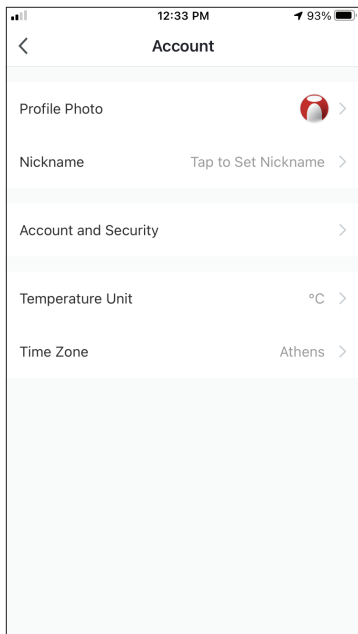 12:33 PM 93%
Account
Profile Photo
Nickname Tap to Set Nickname
Account and Security
Temperature Unit °C
Time Zone Athens